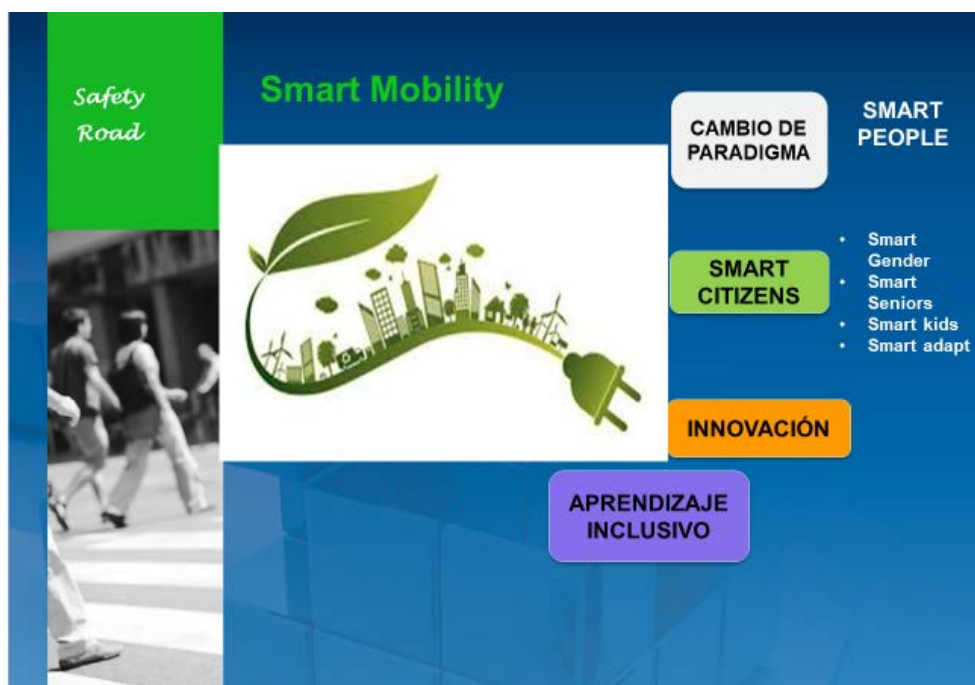 Safety
Road
Smart Mobility
CAMBIO DE
PARADIGMA
SMART
PEOPLE
SMART
CITIZENS
• Smart
Gender
• Smart
Seniors
• Smart kids
• Smart adapt
INNOVACIÓN
APRENDIZAJE
INCLUSIVO